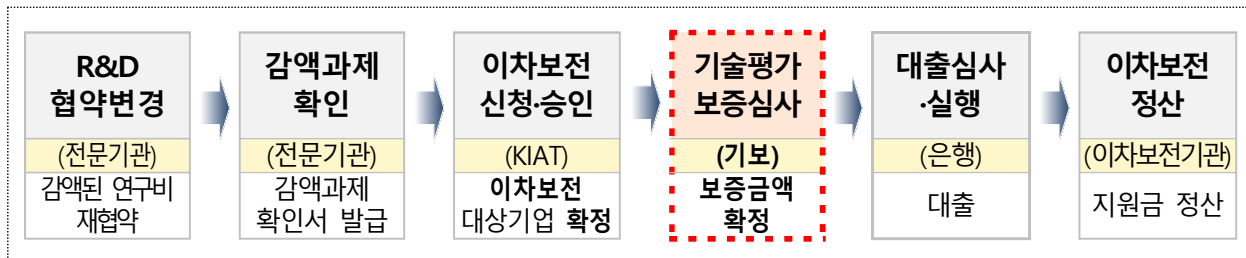 R&D
협약변경
(전문기관)
감액된 연구비
재협약
감액과제
확인
(전문기관)
감액과제
확인서 발급
이차보전
신청·승인
(KIAT)
이차보전
대상기업 확정
기술평가
보증심사
(기보)
보증금액
확정
대출심사
·실행
(은행)
대출
이차보전
정산
(이차보전기관)
지원금 정산